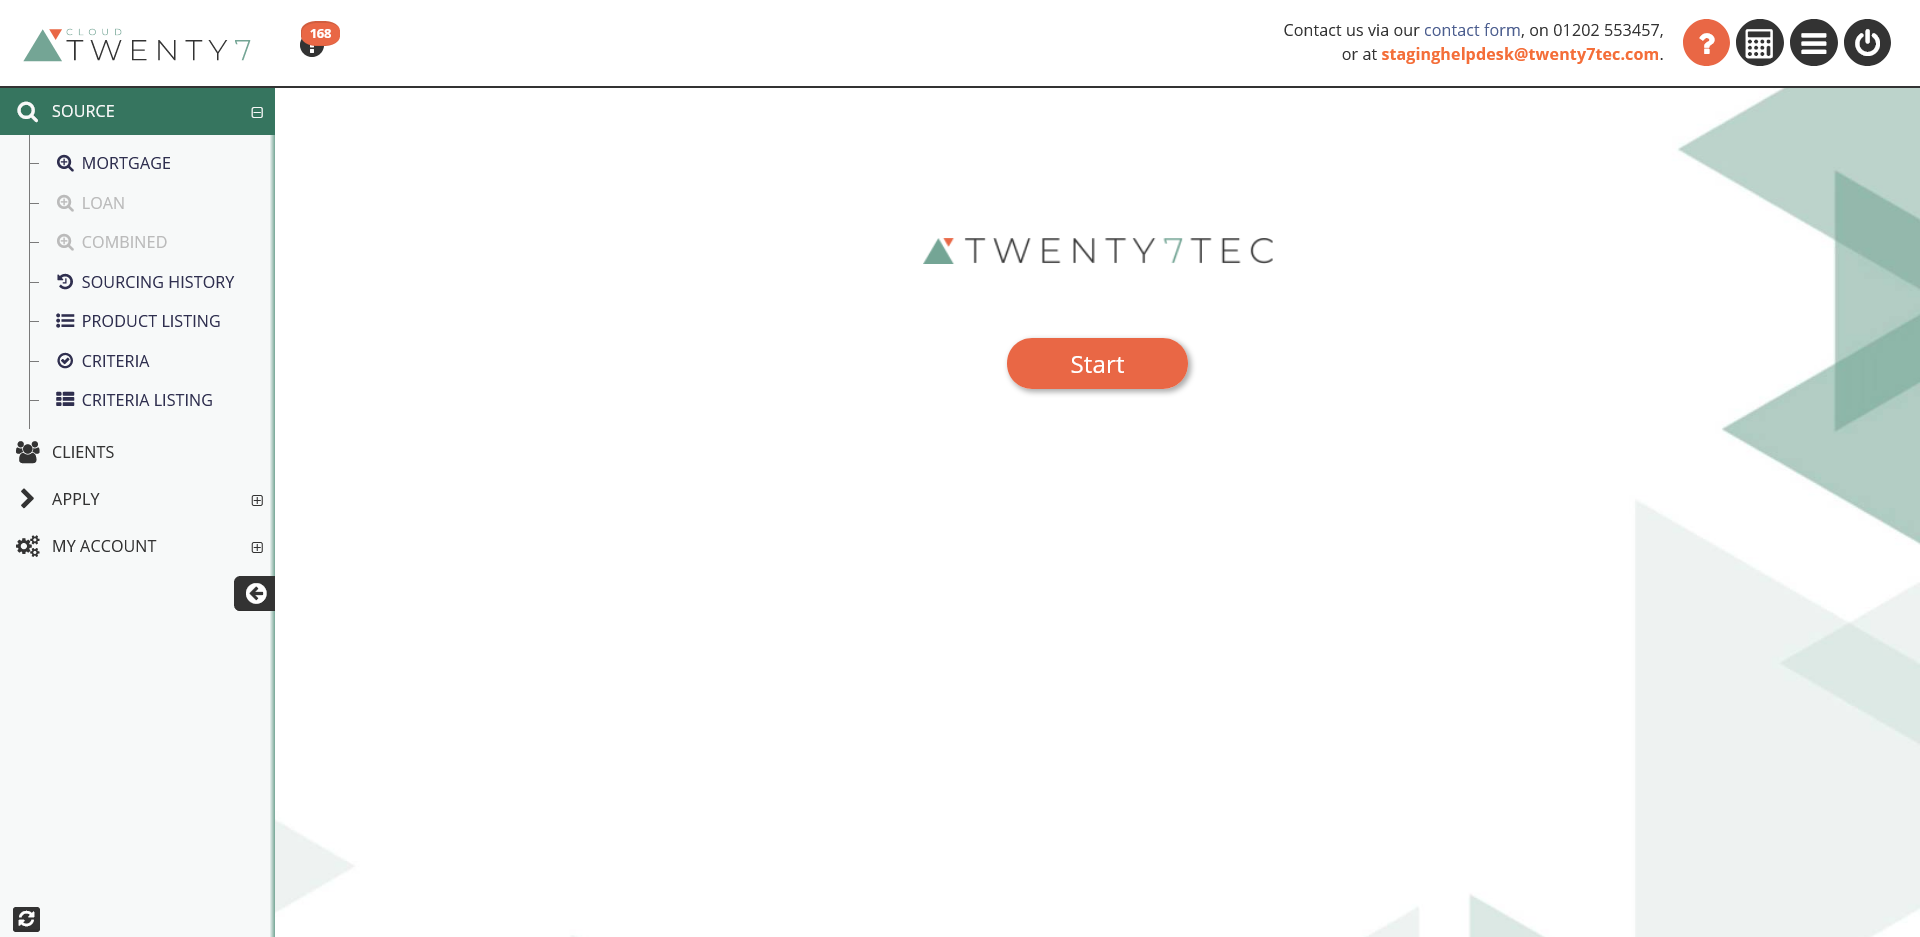 CLOUD
TWENTY7
168
Contact us via our contact form, on 01202 553457,
or at staginghelpdesk@twenty7tec.com.
?
SOURCE
MORTGAGE
LOAN
COMBINED
SOURCING HISTORY
PRODUCT LISTING
CRITERIA
CRITERIA LISTING
CLIENTS
APPLY
MY ACCOUNT
TWENTY7TEC
Start